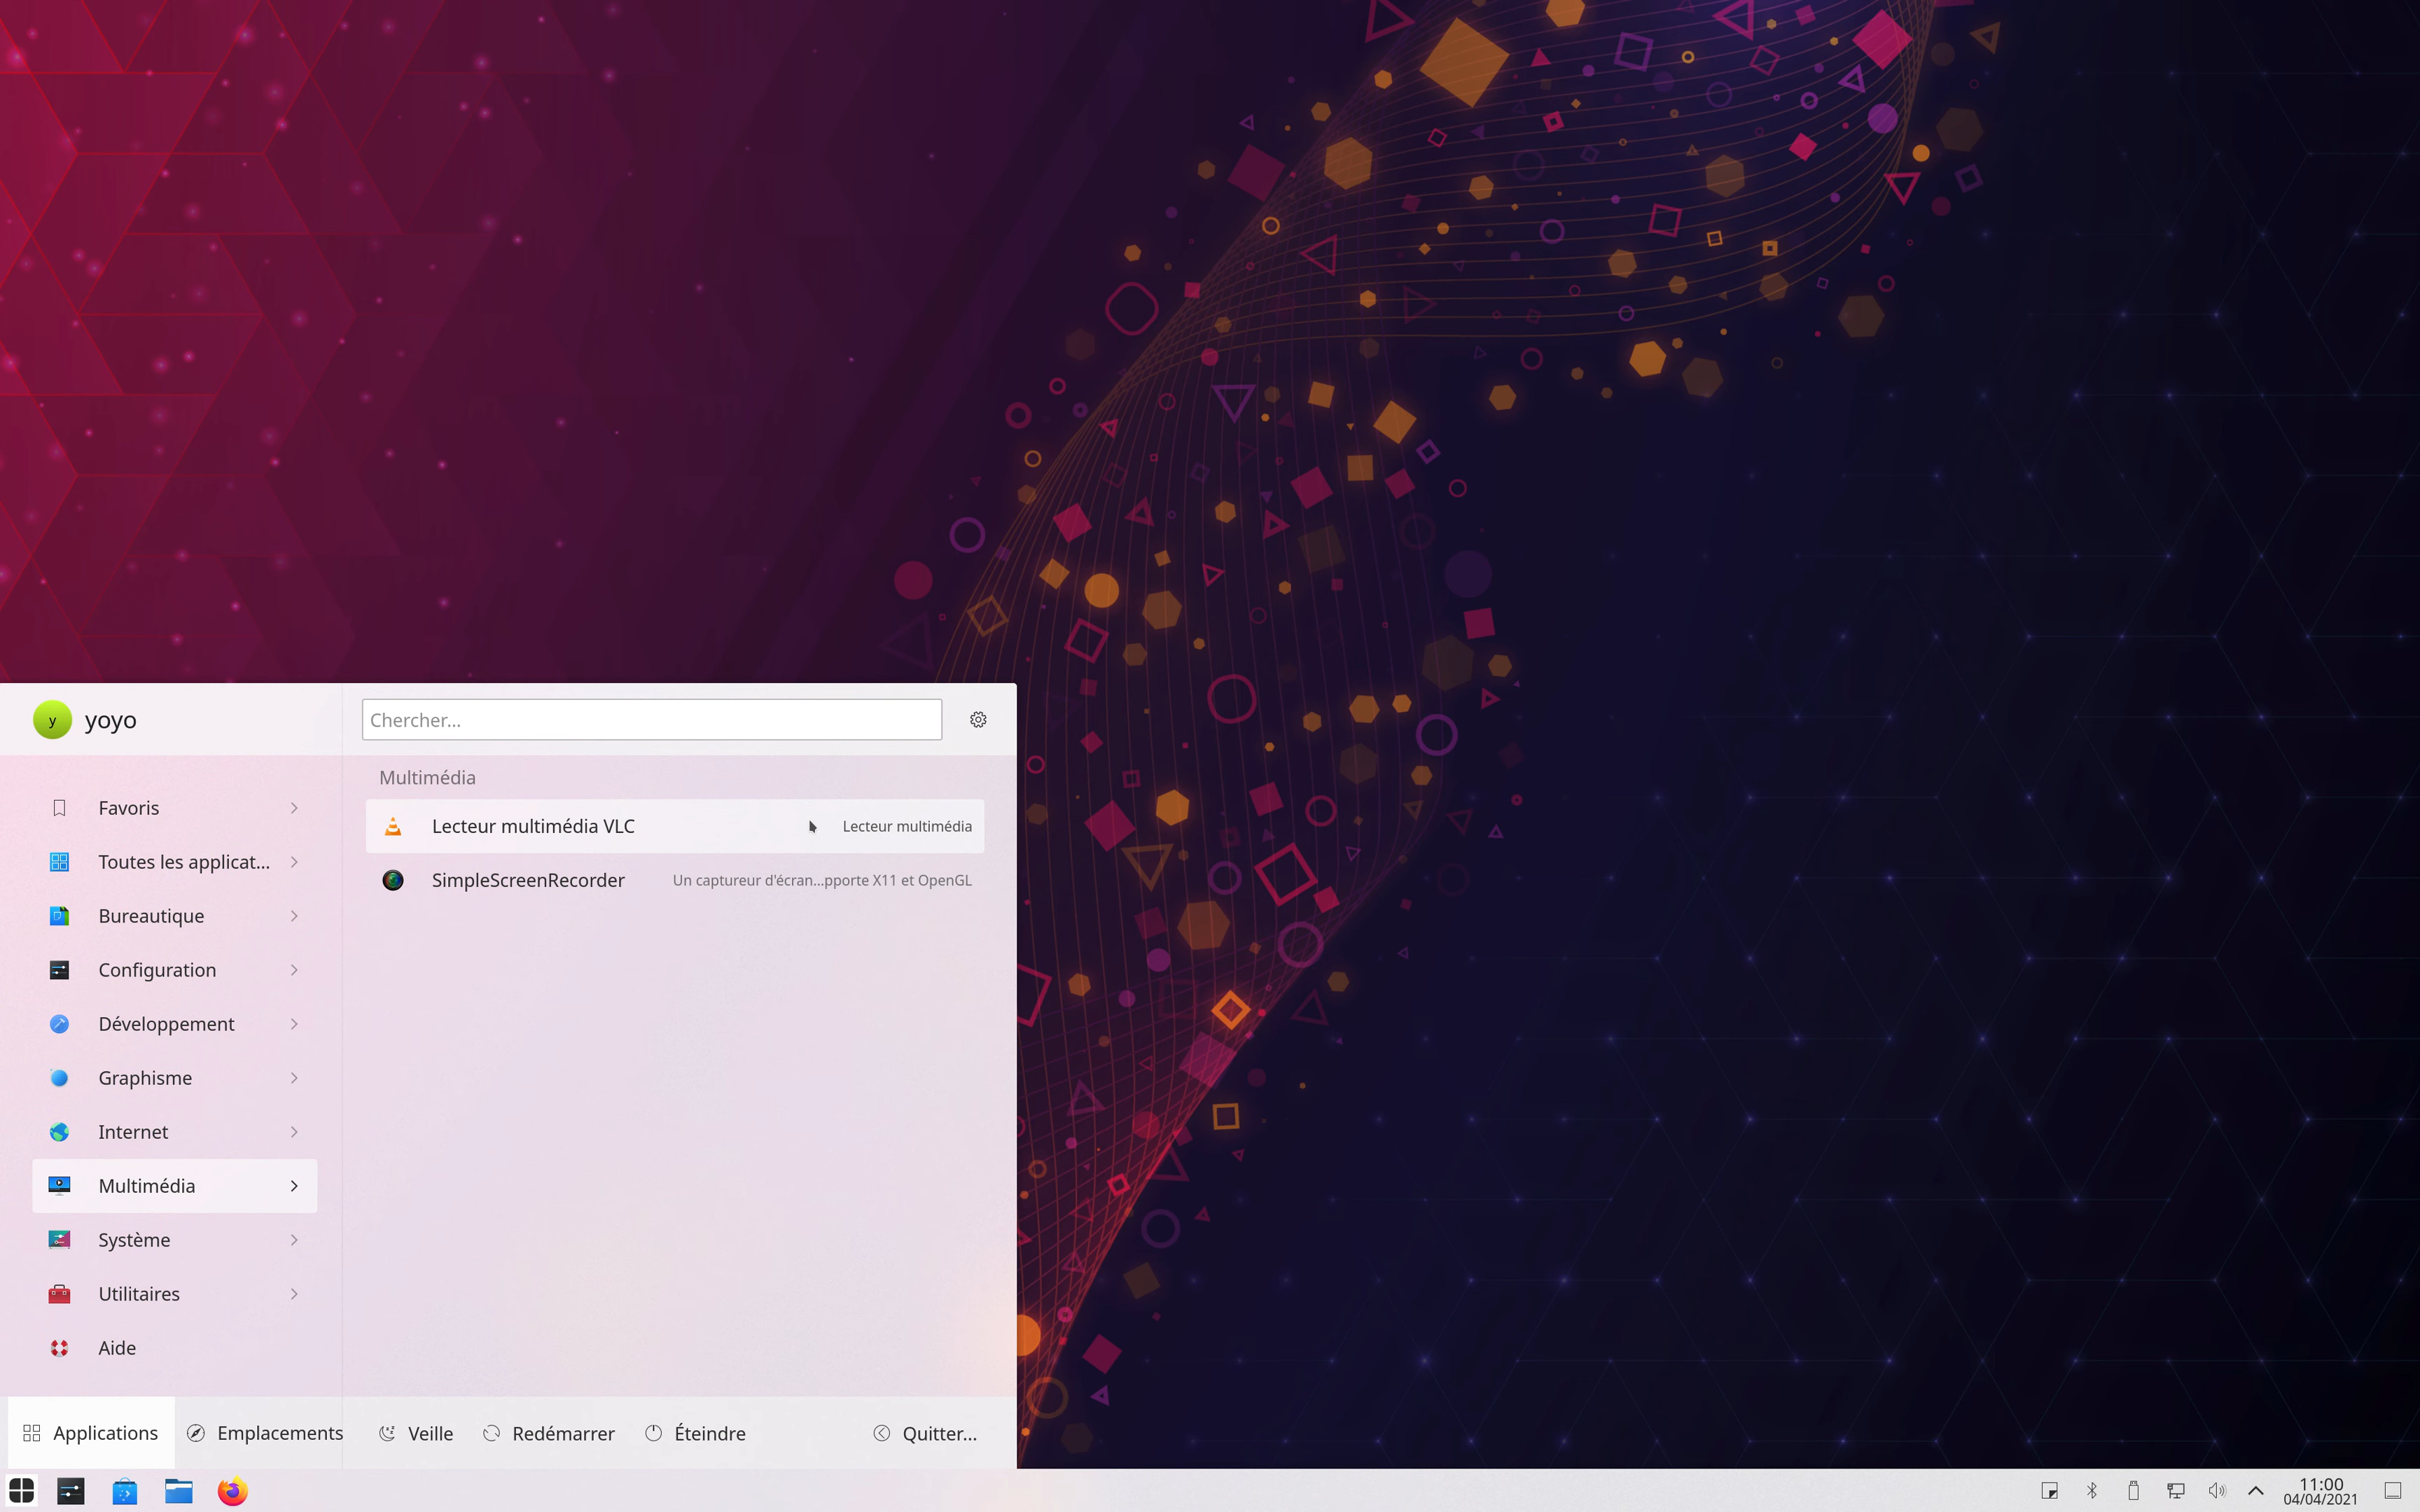 y
yoyo
Chercher...
Favoris
Toutes les applicat...
Bureautique
Configuration
Développement
Graphisme
Internet
Multimédia
Système
Utilitaires
Aide
Multimédia
Lecteur multimédia VLC
Lecteur multimédia
SimpleScreenRecorder
Un captureur d'écran...pporte X11 et OpenGL
Applications
Emplacements
Veille
Redémarrer
Éteindre
Quitter...
11:00
04/04/2021